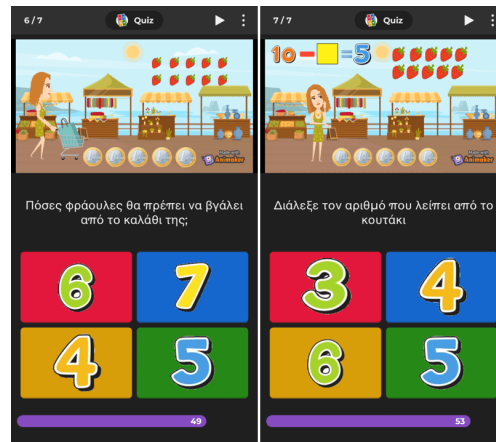 6 / 7
Quiz
Made with
Animaker
Πόσες φράουλες θα πρέπει να βγάλει
από το καλάθι της;
6
7
4
5
49
7 / 7
Quiz
10 - = 5
Made with
Animaker
Διάλεξε τον αριθμό που λείπει από το
κουτάκι
3
4
6
5
53